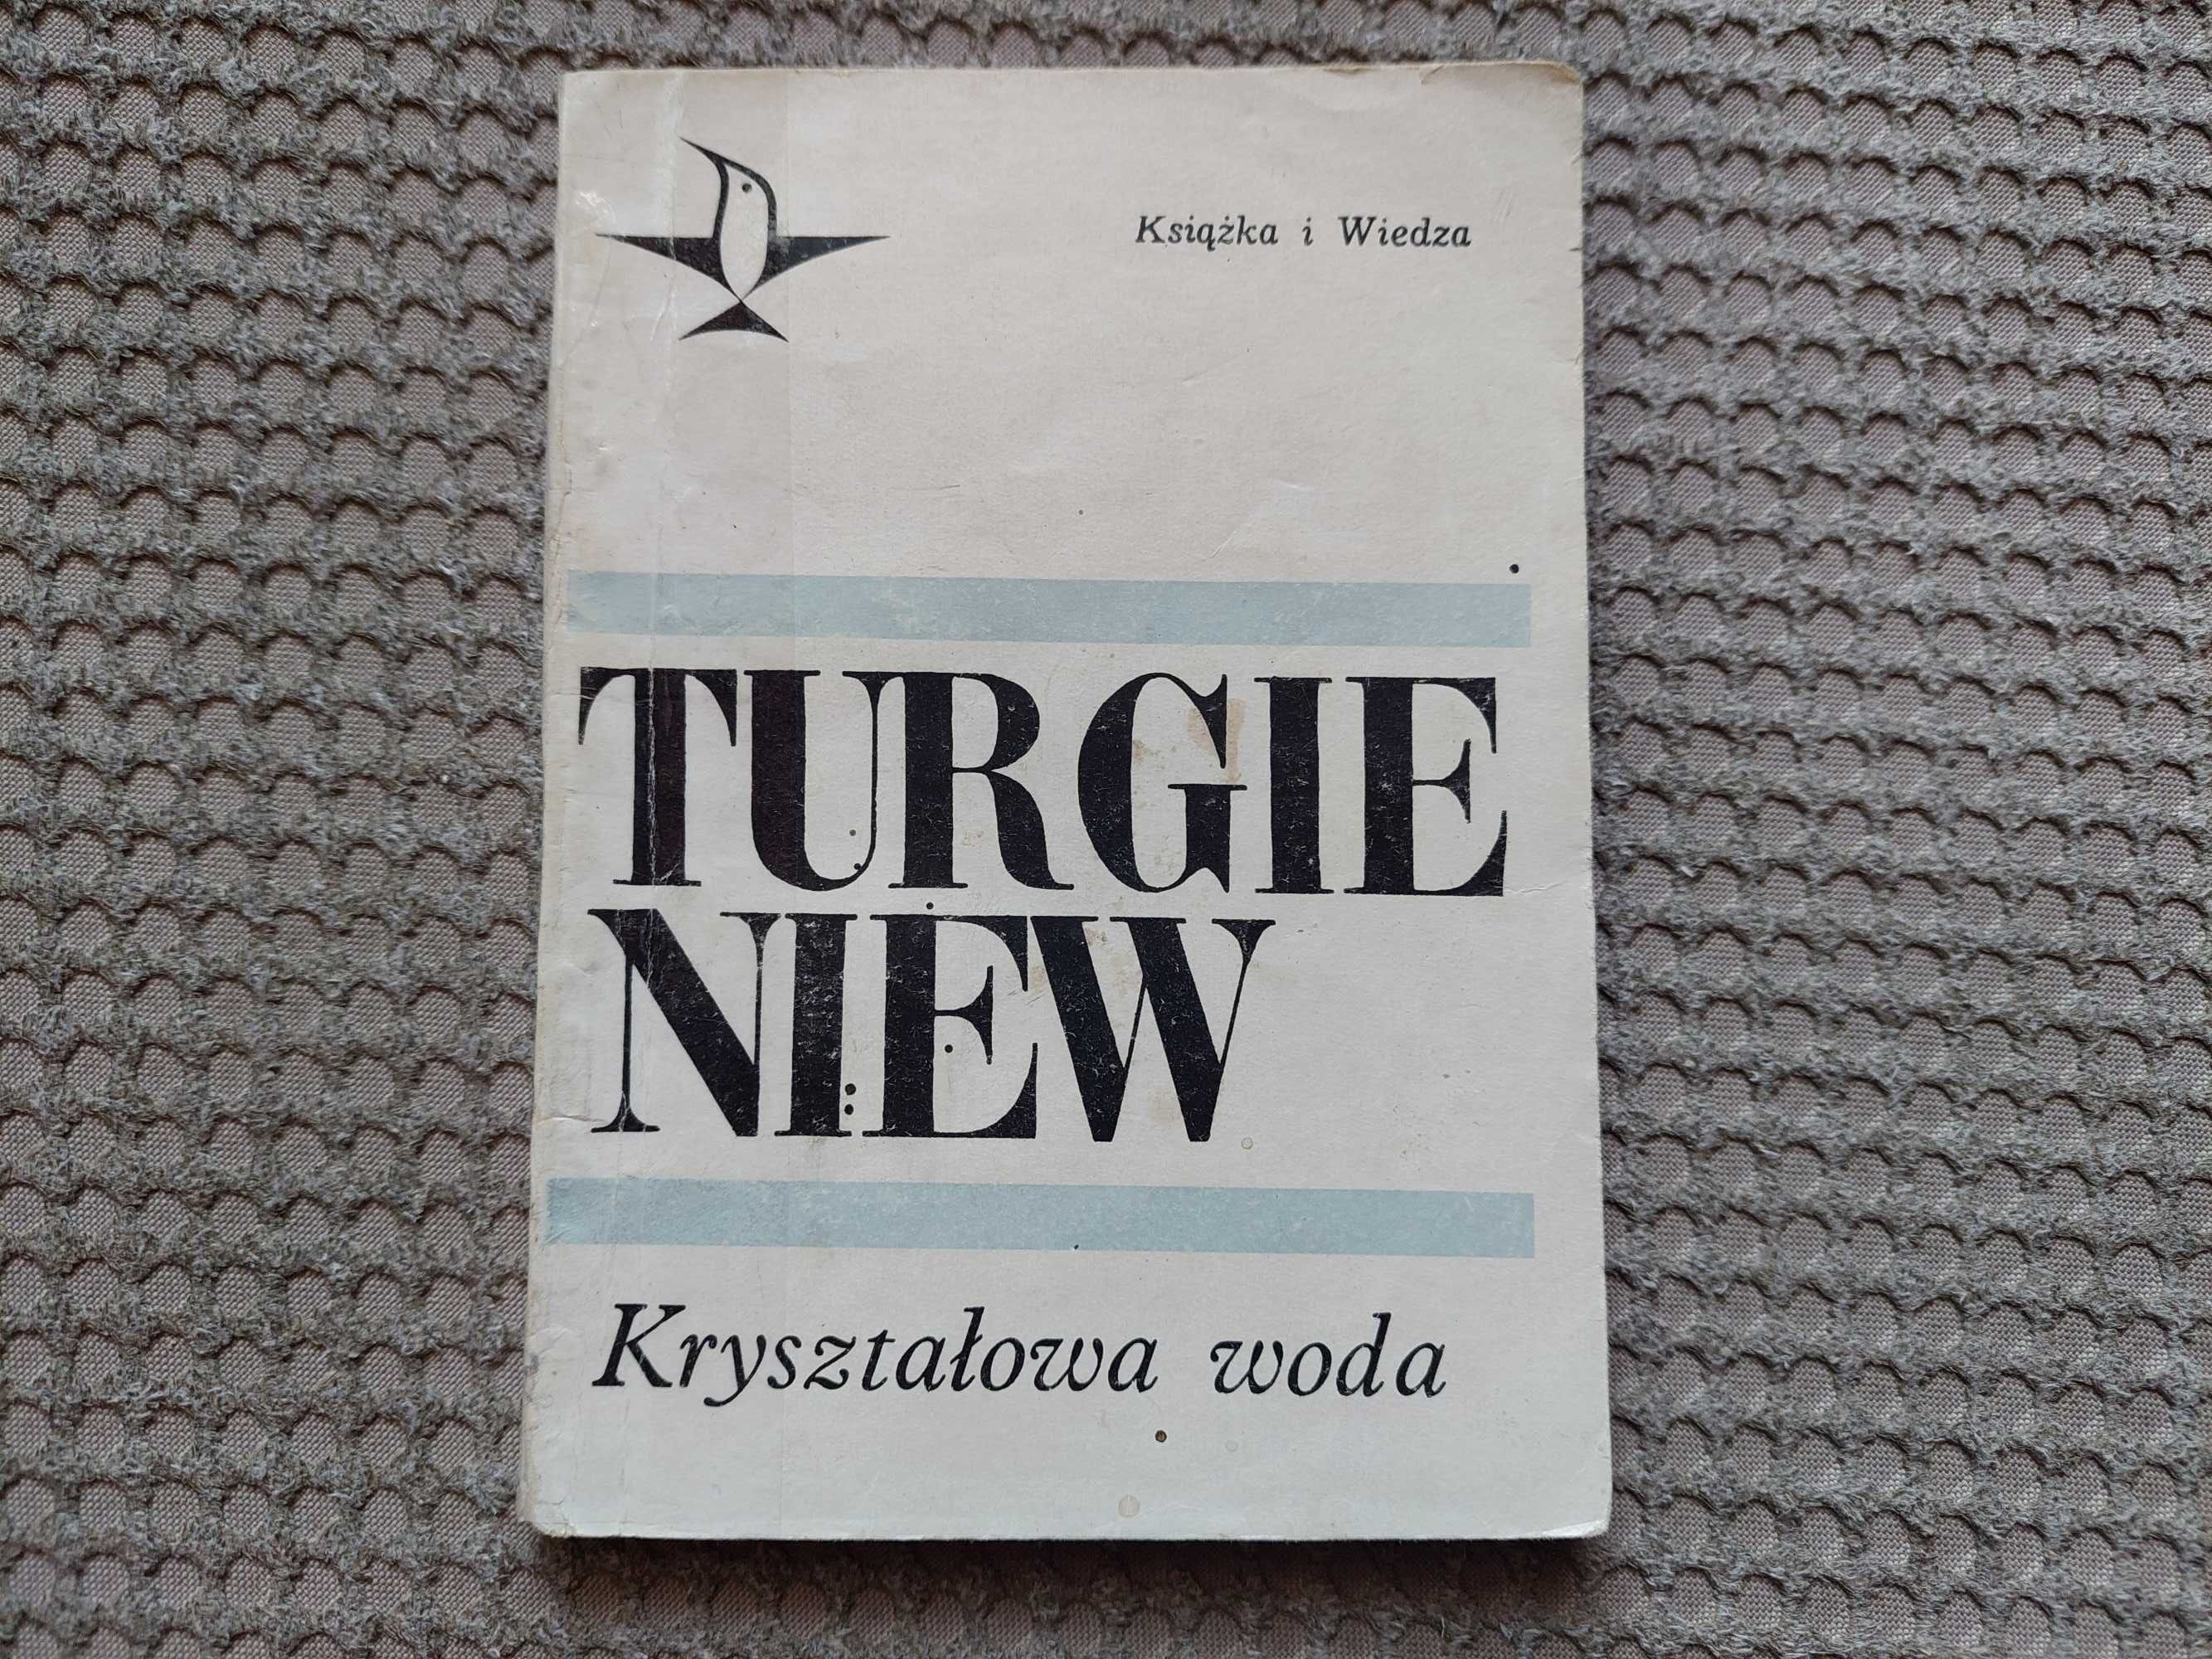 Książka i Wiedza
TURGIE
NIEW
Kryształowa woda